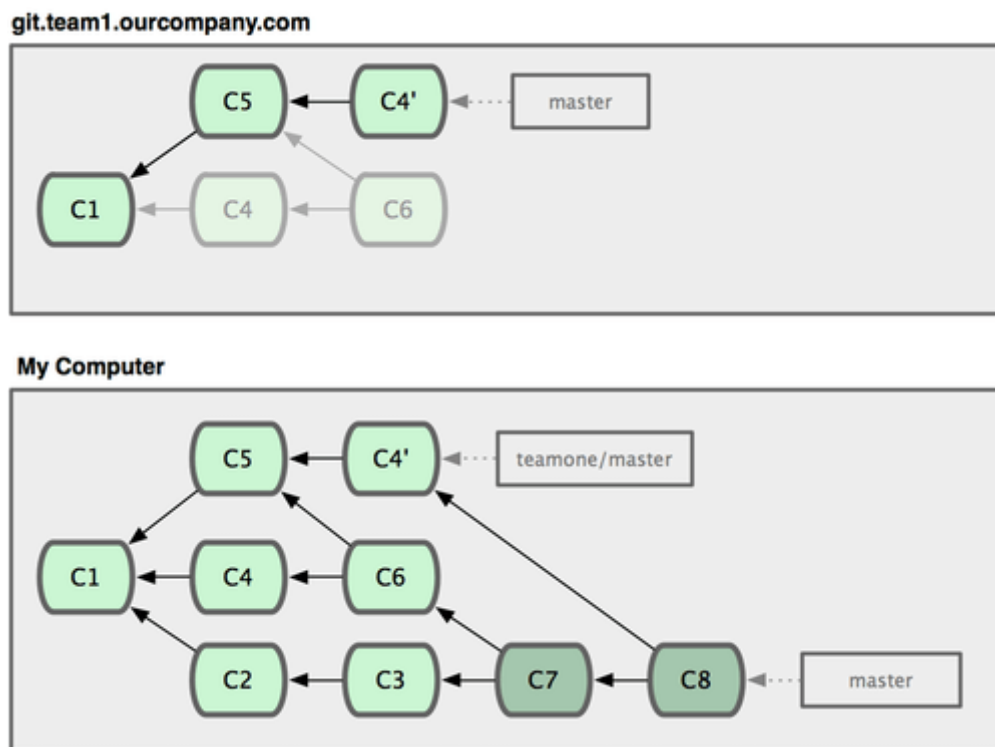 git.team1.ourcompany.com
C5 C4' master
C1 C4 C6
My Computer
C5 C4' teamone/master
C1 C4 C6
C2 C3 C7 C8 master